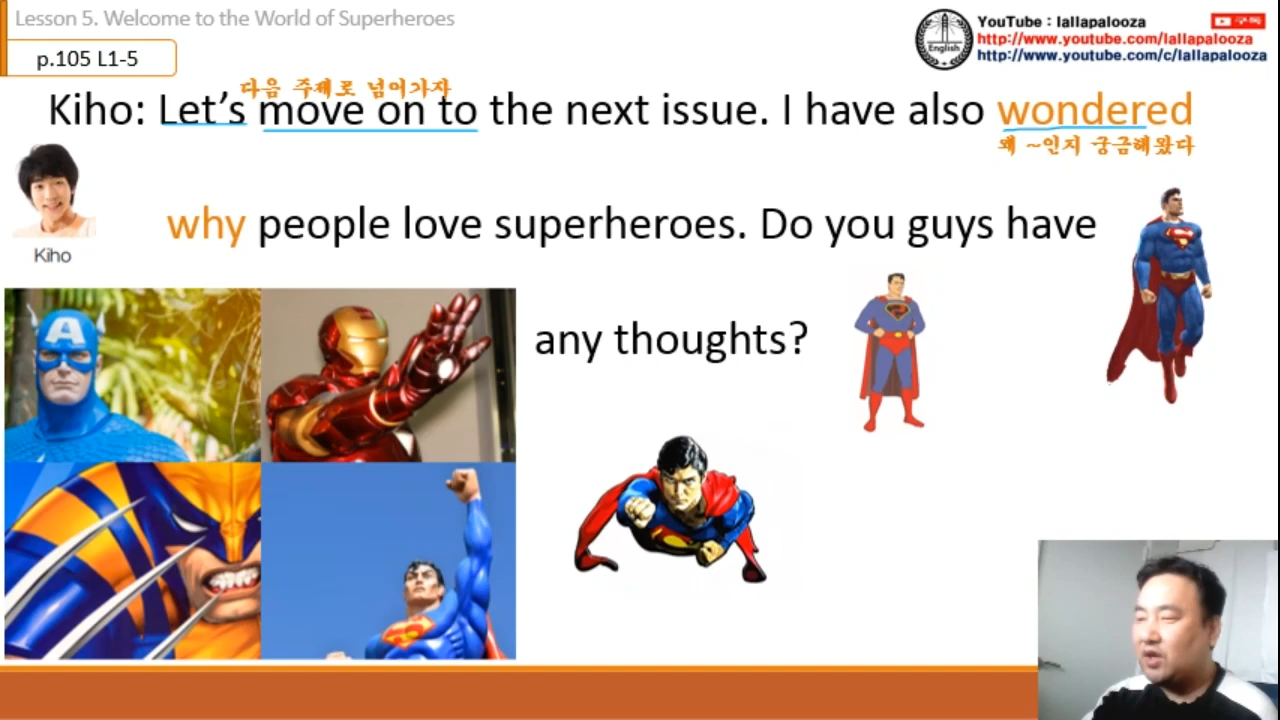 Lesson 5. Welcome to the World of Superheroes
p.105 L1-5
English
YouTube : lallapalooza
구독
http://www.youtube.com/lallapalooza
http://www.youtube.com/c/lallapalooza
다음 주제로 넘어가자
Kiho: Let's move on to the next issue. I have also wondered
왜 ~인지 궁금해왔다
why people love superheroes. Do you guys have
Kiho
any thoughts?
A